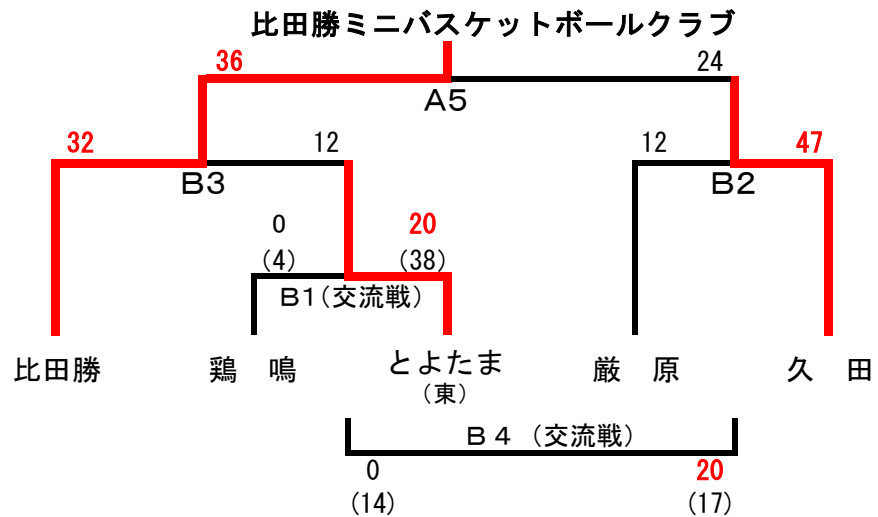 比田勝ミニバスケットボールクラブ
36 24
A5
32 12 12 47
B3 B2
0 20
(4) (38)
B1(交流戦)
比田勝 鶏 鳴 とよたま 厳 原 久 田
(東)
B4 (交流戦)
0 20
(14) (17)